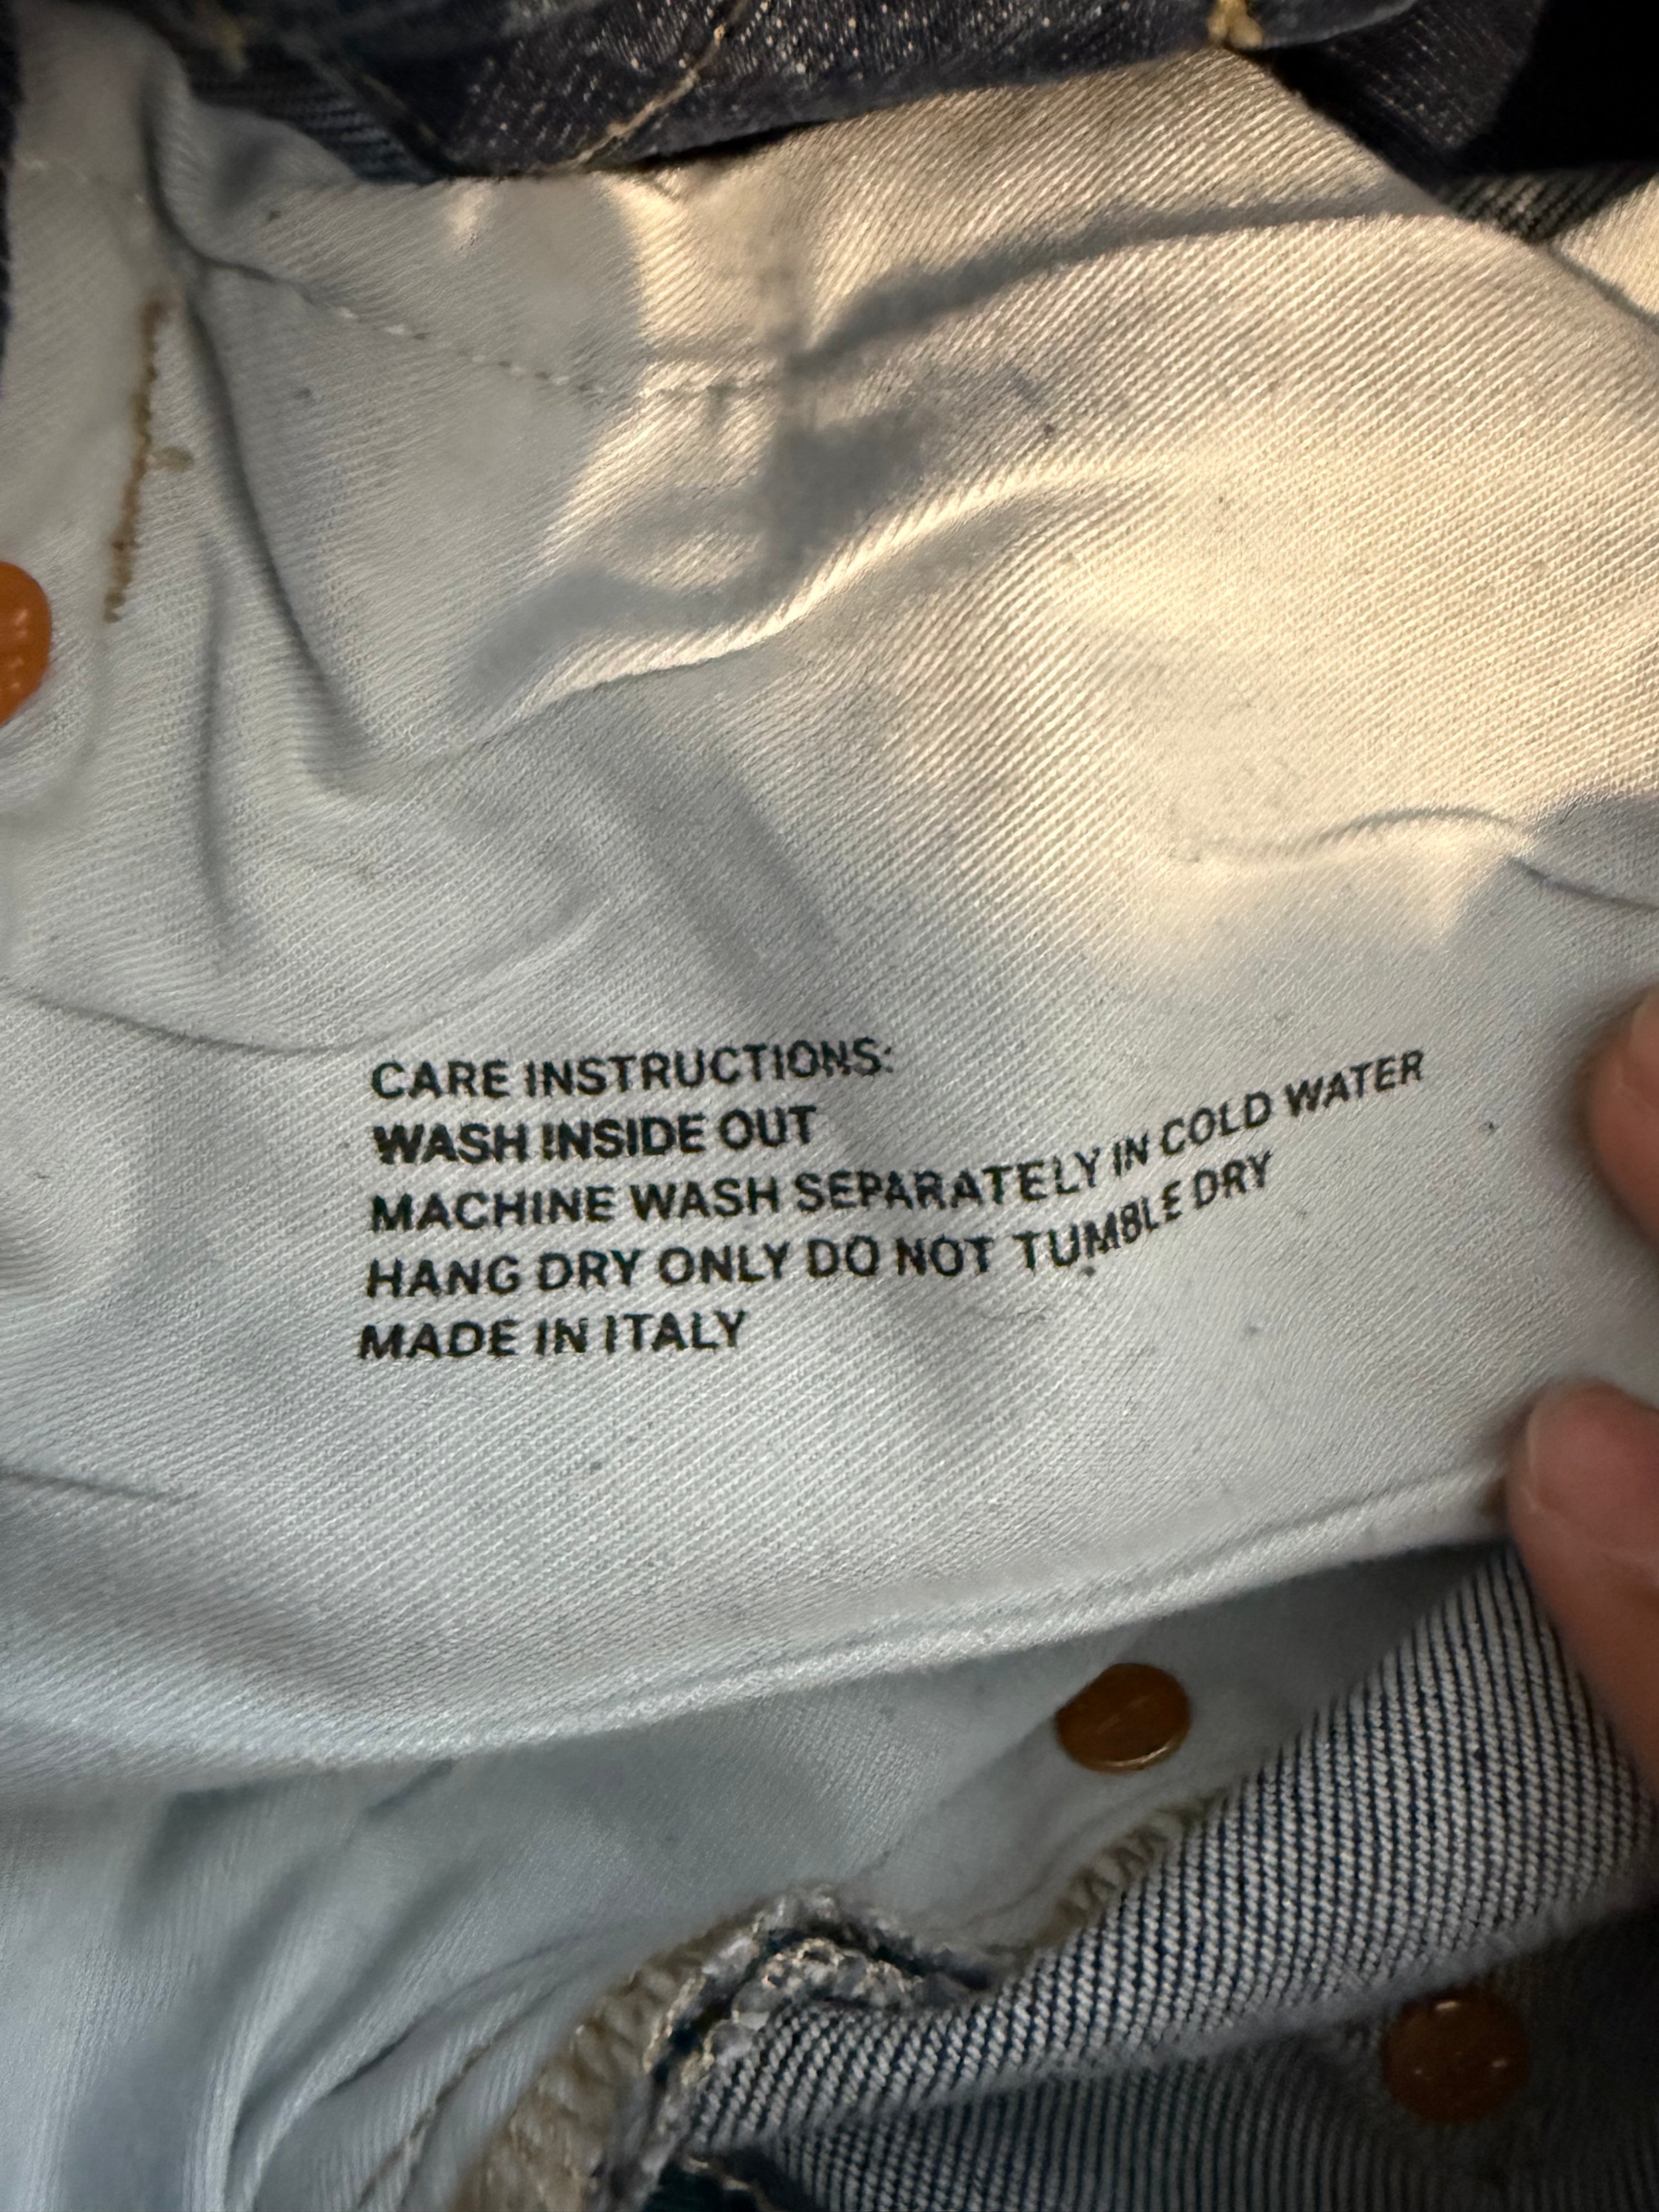 CARE INSTRUCTIONS:
WASH INSIDE OUT
MACHINE WASH SEPARATELY IN COLD WATER
HANG DRY ONLY DO NOT TUMBLE DRY
MADE IN ITALY